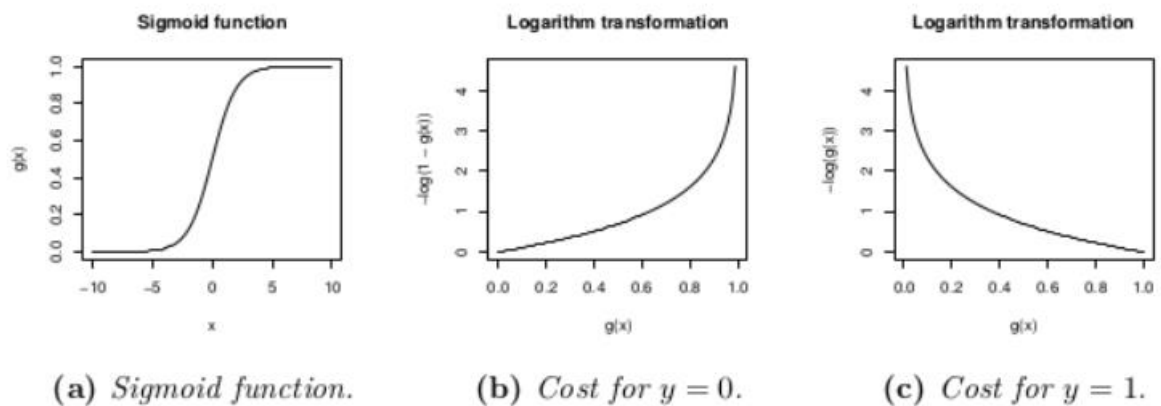 Sigmoid function
Logarithm transformation
Logarithm transformation
g(x)
0.0 0.2 0.4 0.6 0.8 1.0
−10 −5 0 5 10
x
−log(1 − g(x))
0 1 2 3 4
0.0 0.2 0.4 0.6 0.8 1.0
g(x)
−log(g(x))
0 1 2 3 4
0.0 0.2 0.4 0.6 0.8 1.0
g(x)
(a) Sigmoid function.
(b) Cost for y = 0.
(c) Cost for y = 1.